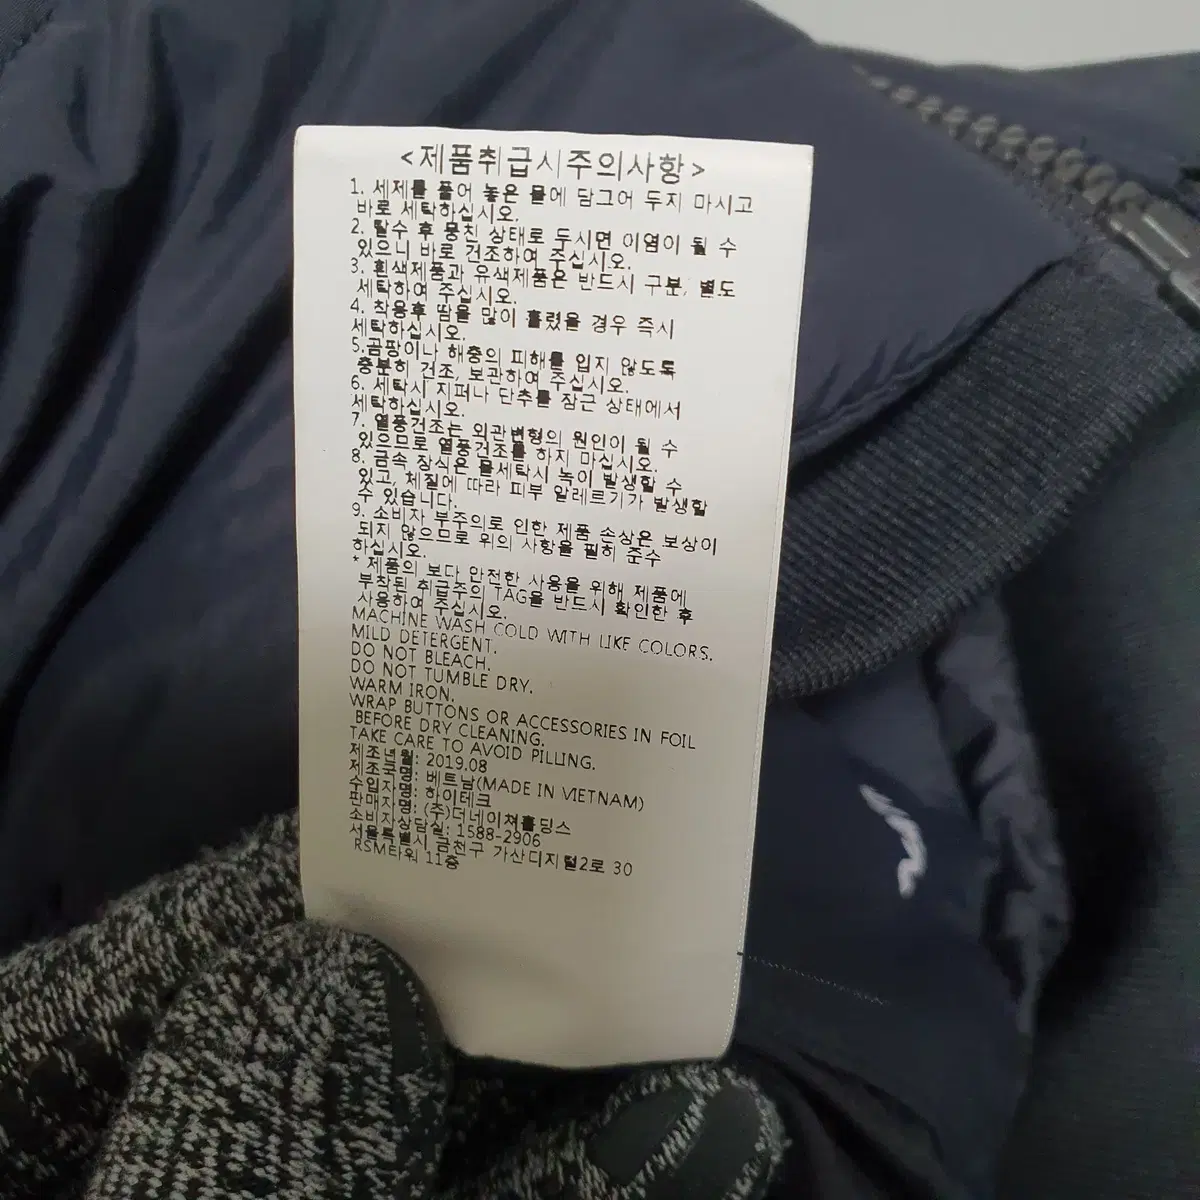 <제품취급시주의사항>
1. 세제를 풀어 놓은 물에 담그어 두지 마시고
바로 세탁하십시오.
2. 탈수 후 뭉친 상태로 두시면 이염이 될 수
있으니 바로 건조하여 주십시오.
3. 흰색제품과 유색제품은 반드시 구분, 별도
세탁하여 주십시오.
4. 착용후 땀을 많이 흘렸을 경우 즉시
세탁하십시오.
5.곰팡이나 해충의 피해를 입지 않도록
충분히 건조, 보관하여 주십시오.
6. 세탁시 지퍼나 단추를 잠근 상태에서
세탁하십시오.
7. 열풍건조는 외관변형의 원인이 될 수
있으므로 열풍건조를 하지 마십시오.
8. 금속 장식은 물세탁시 녹이 발생할 수
있고, 체질에 따라 피부 알레르기가 발생할
수 있습니다.
9. 소비자 부주의로 인한 제품 손상은 보상이
되지 않으므로 위의 사항을 필히 준수
하십시오.
* 제품의 보다 안전한 사용을 위해 제품에
부착된 취급주의 TAG을 반드시 확인한 후
사용하여 주십시오.
MACHINE WASH COLD WITH LIKE COLORS.
MILD DETERGENT.
DO NOT BLEACH.
DO NOT TUMBLE DRY.
WARM IRON.
WRAP BUTTONS OR ACCESSORIES IN FOIL
BEFORE DRY CLEANING.
TAKE CARE TO AVOID PILLING.
제조년월: 2019.08
제조국명: 베트남(MADE IN VIETNAM)
수입자명: 하이테크
판매자명: (주)더네이쳐홀딩스
소비자상담실: 1588-2906
서울특별시 금천구 가산디지털2로 30
RSM타워 11층